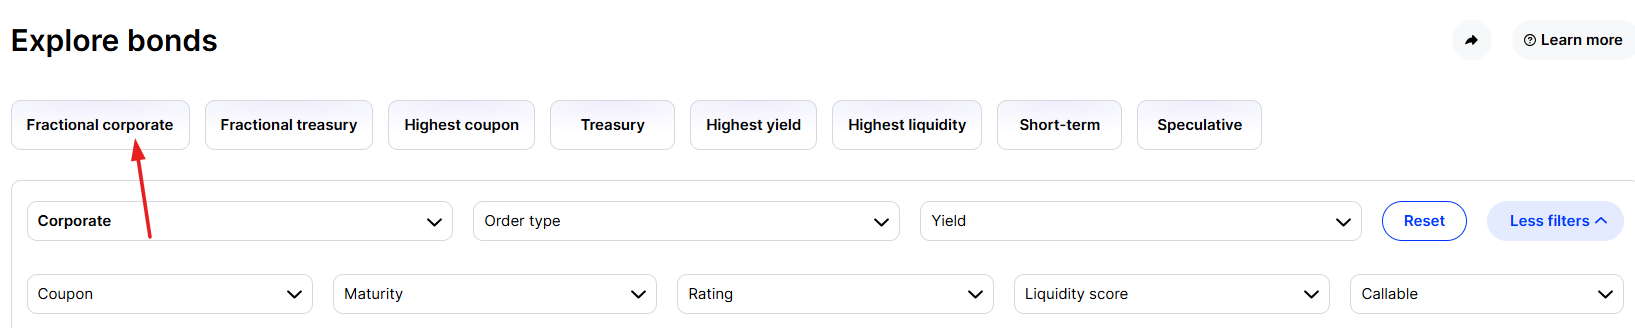 Explore bonds
Learn more
Fractional corporate
Fractional treasury
Highest coupon
Treasury
Highest yield
Highest liquidity
Short-term
Speculative
Corporate
Order type
Yield
Reset
Less filters
Coupon
Maturity
Rating
Liquidity score
Callable